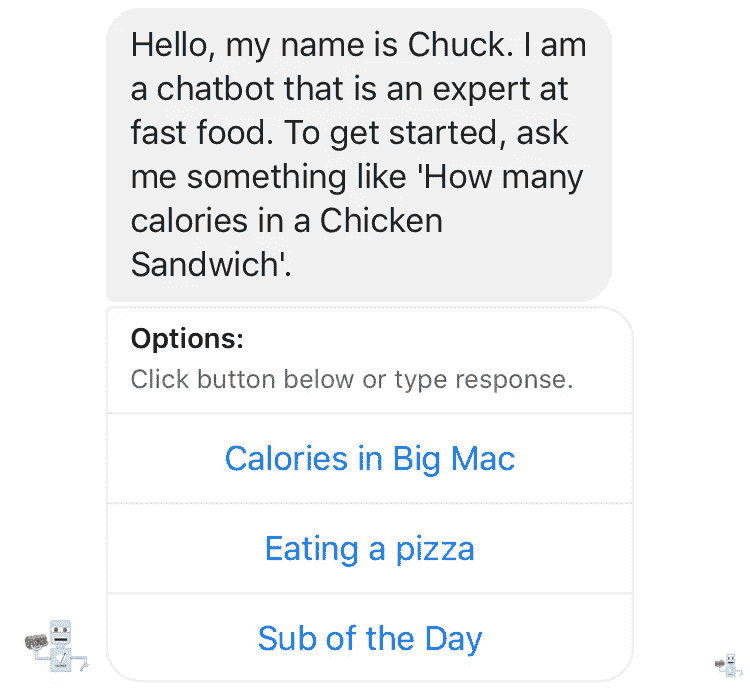 Hello, my name is Chuck. I am
a chatbot that is an expert at
fast food. To get started, ask
me something like 'How many
calories in a Chicken
Sandwich'.
Options:
Click button below or type response.
Calories in Big Mac
Eating a pizza
Sub of the Day